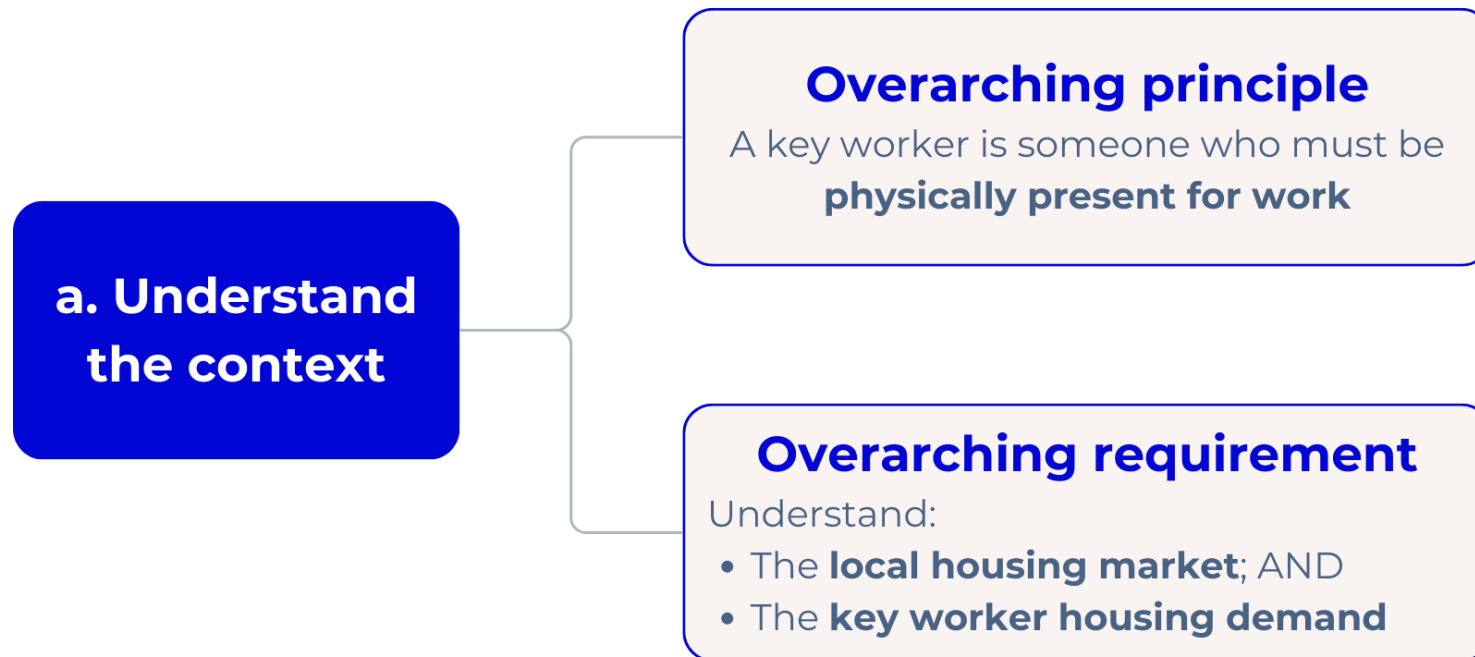 a. Understand
the context
Overarching principle
A key worker is someone who must be
physically present for work
Overarching requirement
Understand:
• The local housing market; AND
• The key worker housing demand